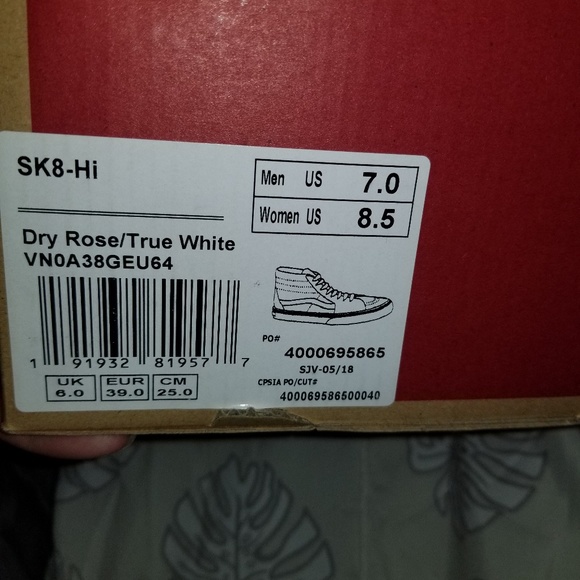 SK8-Hi
Men US 7.0
Women US 8.5
Dry Rose/True White
VN0A38GEU64
1 91932 81957 7
UK 6.0
EUR 39.0
CM 25.0
PO#
4000695865
SJV-05/18
CPSIA PO/CUT#
400069586500040